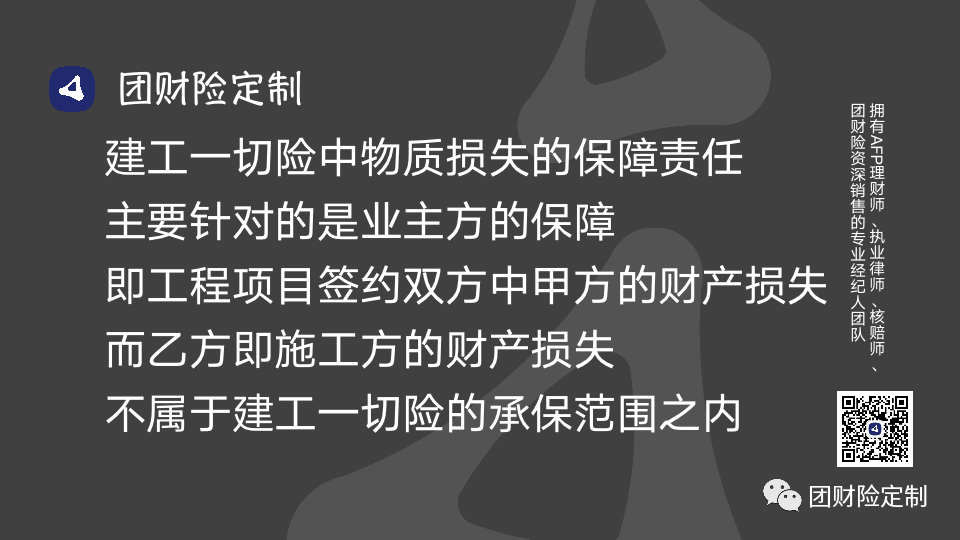 团财险定制
建工一切险中物质损失的保障责任
主要针对的是业主方的保障
即工程项目签约双方中甲方的财产损失
而乙方即施工方的财产损失
不属于建工一切险的承保范围之内
拥有AFP理财师、执业律师、核赔师、
团财险资深销售的专业经纪人团队
团财险定制